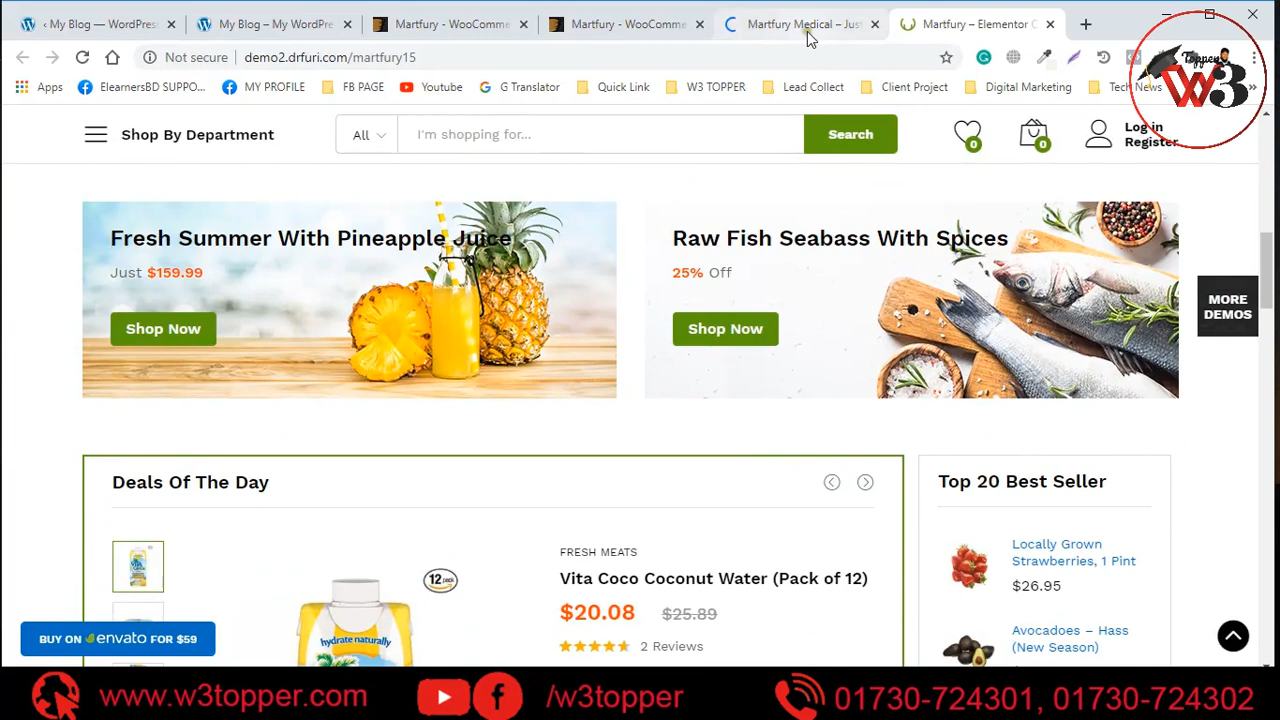 ‹ My Blog — WordPres
My Blog – My WordPre
Martfury - WooComme
Martfury - WooComme
Martfury Medical – Just
Martfury – Elementor C
Not secure
demo2.drfuri.com/martfury15
Apps
ElearnersBD SUPPO...
MY PROFILE
FB PAGE
Youtube
G Translator
Quick Link
W3 TOPPER
Lead Collect
Client Project
Digital Marketing
Tech News
Topper
W3
Shop By Department
All
I'm shopping for...
Search
0
0
Log in
Register
Fresh Summer With Pineapple Juice
Just $159.99
Shop Now
Raw Fish Seabass With Spices
25% Off
Shop Now
MORE
DEMOS
Deals Of The Day
Top 20 Best Seller
FRESH MEATS
Vita Coco Coconut Water (Pack of 12)
$20.08 $25.89
2 Reviews
12 pack
hydrate naturally
Locally Grown
Strawberries, 1 Pint
$26.95
Avocadoes – Hass
(New Season)
BUY ON envato FOR $59
www.w3topper.com
/w3topper
01730-724301, 01730-724302